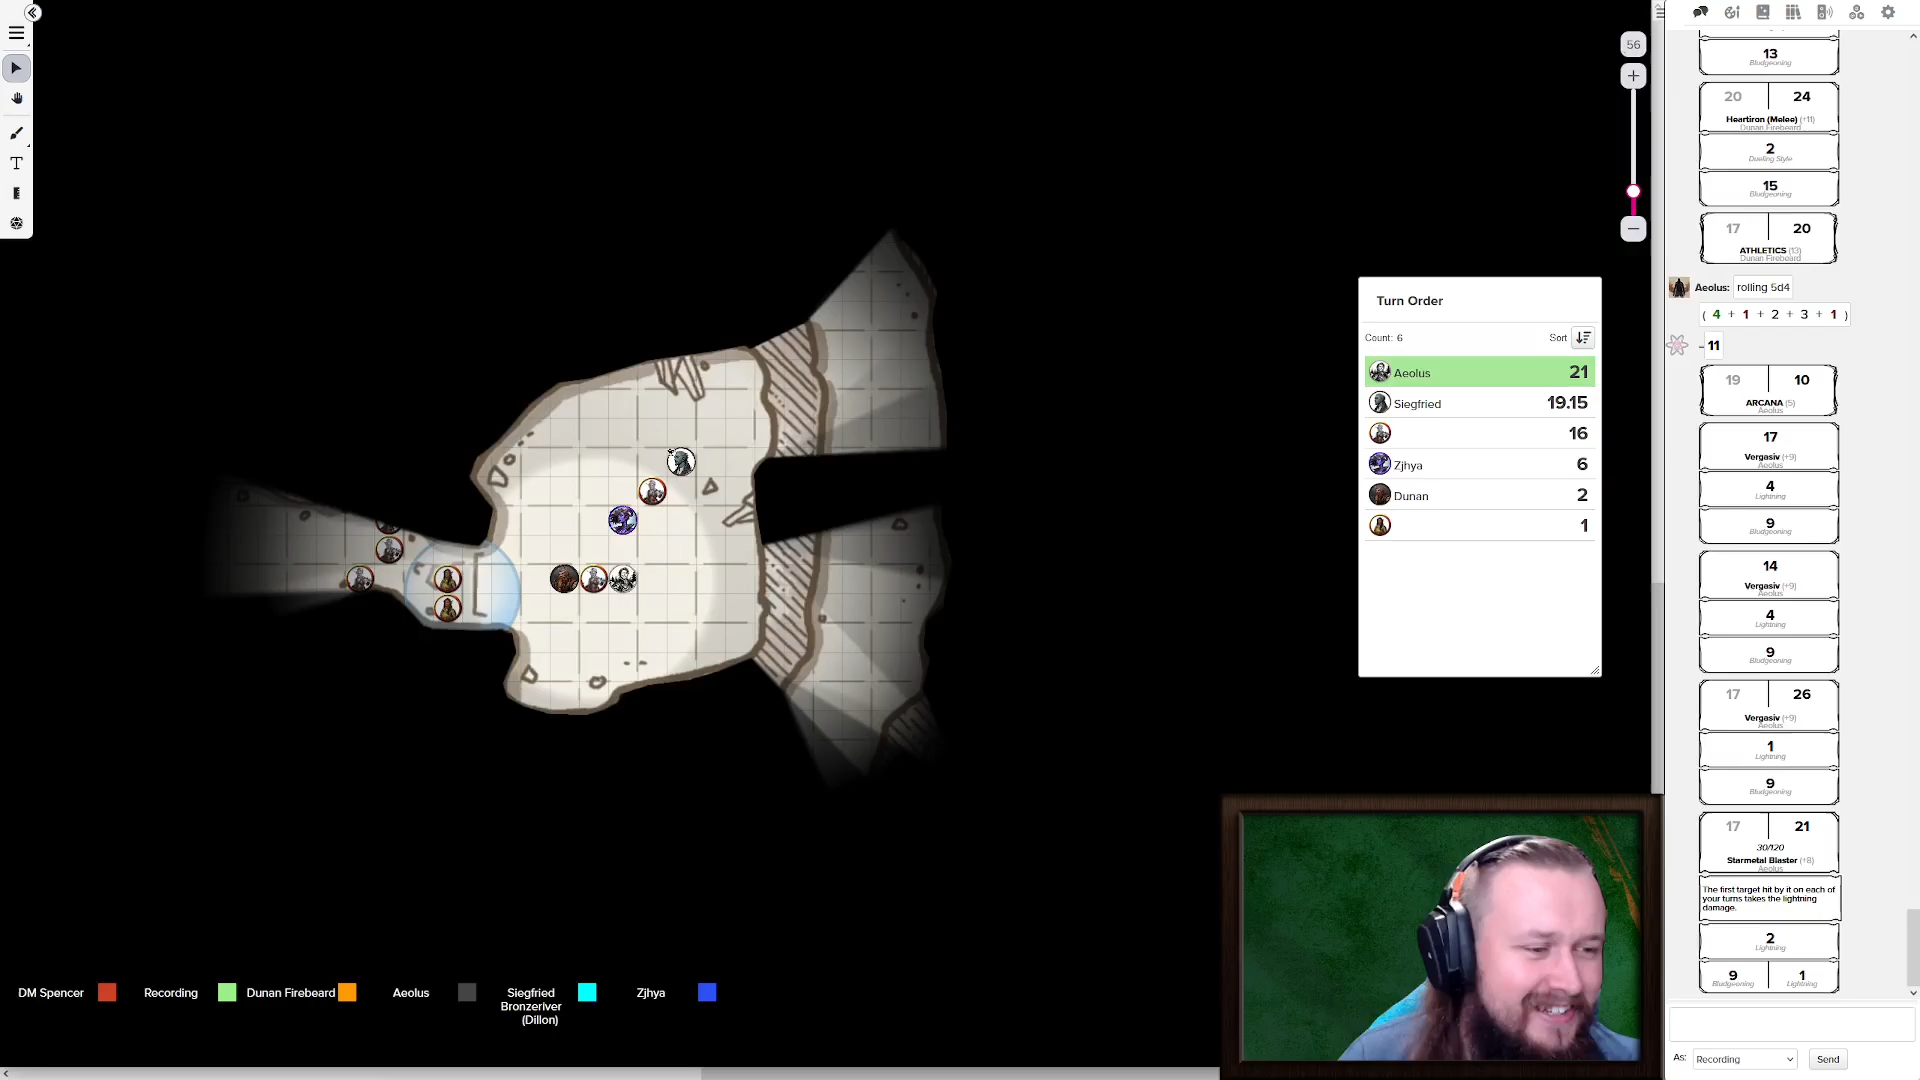 56
Turn Order
Count: 6
Sort
Aeolus 21
Siegfried 19.15
16
Zjhya 6
Dunan 2
1
13
Bludgeoning
20 24
Heartiron (Melee) (+11)
Dunan Firebeard
2
Dueling Style
15
Bludgeoning
17 20
ATHLETICS (13)
Dunan Firebeard
Aeolus: rolling 5d4
( 4 + 1 + 2 + 3 + 1 )
11
19 10
ARCANA (5)
Aeolus
17
Vergasiv (+9)
Aeolus
4
Lightning
9
Bludgeoning
14
Vergasiv (+9)
Aeolus
4
Lightning
9
Bludgeoning
17 26
Vergasiv (+9)
Aeolus
1
Lightning
9
Bludgeoning
17 21
30/120
Starmetal Blaster (+8)
Aeolus
The first target hit by it on each of
your turns takes the lightning
damage.
2
Lightning
9 1
Bludgeoning Lightning
As: Recording Send
DM Spencer
Recording
Dunan Firebeard
Aeolus
Siegfried
Bronzeriver
(Dillon)
Zjhya